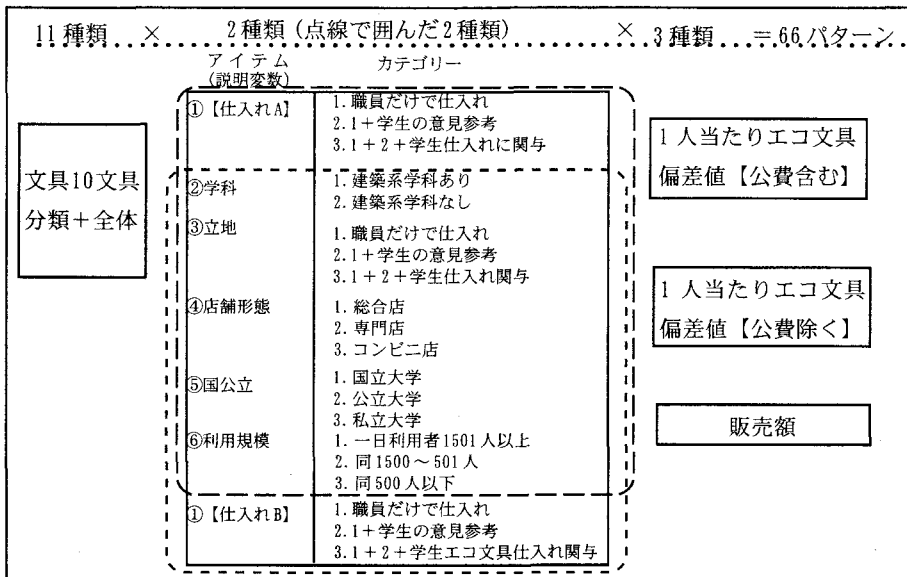 11種類 × 2種類(点線で囲んだ2種類) × 3種類 =66パターン
アイテム
(説明変数)
カテゴリー
文具10文具
分類+全体
①【仕入れA】
1. 職員だけで仕入れ
2.1+学生の意見参考
3.1+2+学生仕入れに関与
②学科
1. 建築系学科あり
2. 建築系学科なし
③立地
1. 職員だけで仕入れ
2.1+学生の意見参考
3.1+2+学生仕入れ関与
④店舗形態
1. 総合店
2. 専門店
3. コンビニ店
⑤国公立
1. 国立大学
2. 公立大学
3. 私立大学
⑥利用規模
1. 一日利用者1501人以上
2. 同1500~501人
3. 同500人以下
①【仕入れB】
1. 職員だけで仕入れ
2.1+学生の意見参考
3.1+2+学生エコ文具仕入れ関与
1人当たりエコ文具
偏差値【公費含む】
1人当たりエコ文具
偏差値【公費除く】
販売額